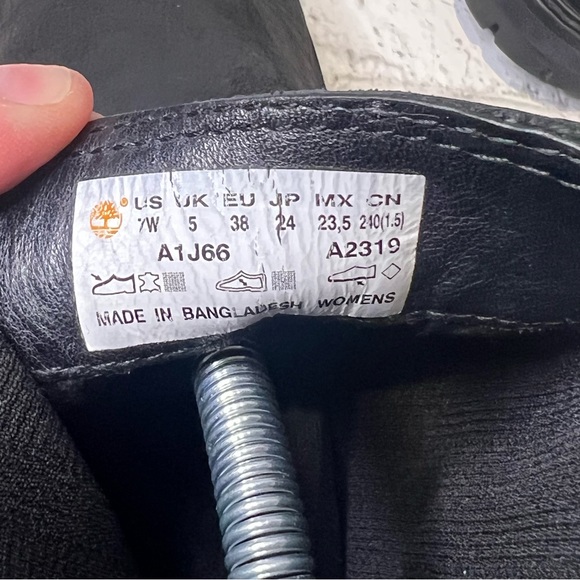 US UK EU JP MX CN
7W 5 38 24 23,5 240(1.5)
A1J66 A2319
MADE IN BANGLADESH WOMENS